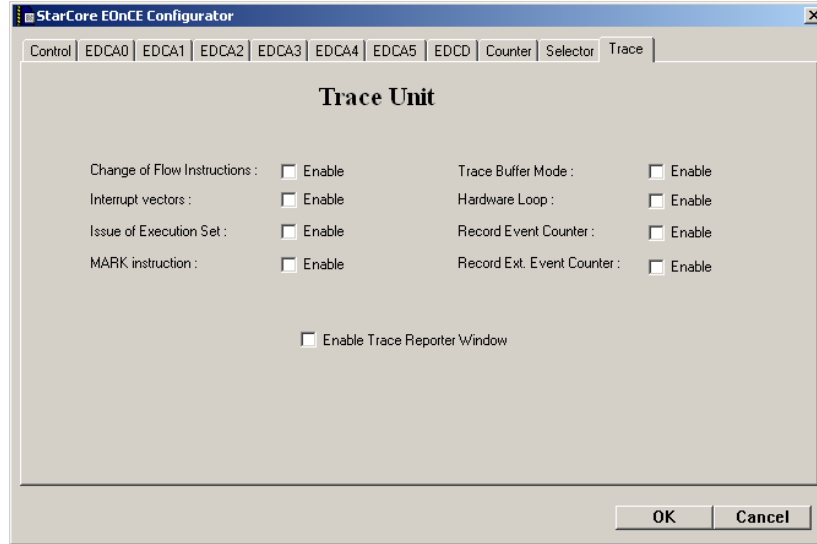 StarCore EOnCE Configurator
Control EDCA0 EDCA1 EDCA2 EDCA3 EDCA4 EDCA5 EDCD Counter Selector Trace
Trace Unit
Change of Flow Instructions : Enable Trace Buffer Mode : Enable
Interrupt vectors : Enable Hardware Loop : Enable
Issue of Execution Set : Enable Record Event Counter : Enable
MARK instruction : Enable Record Ext. Event Counter : Enable
Enable Trace Reporter Window
OK Cancel